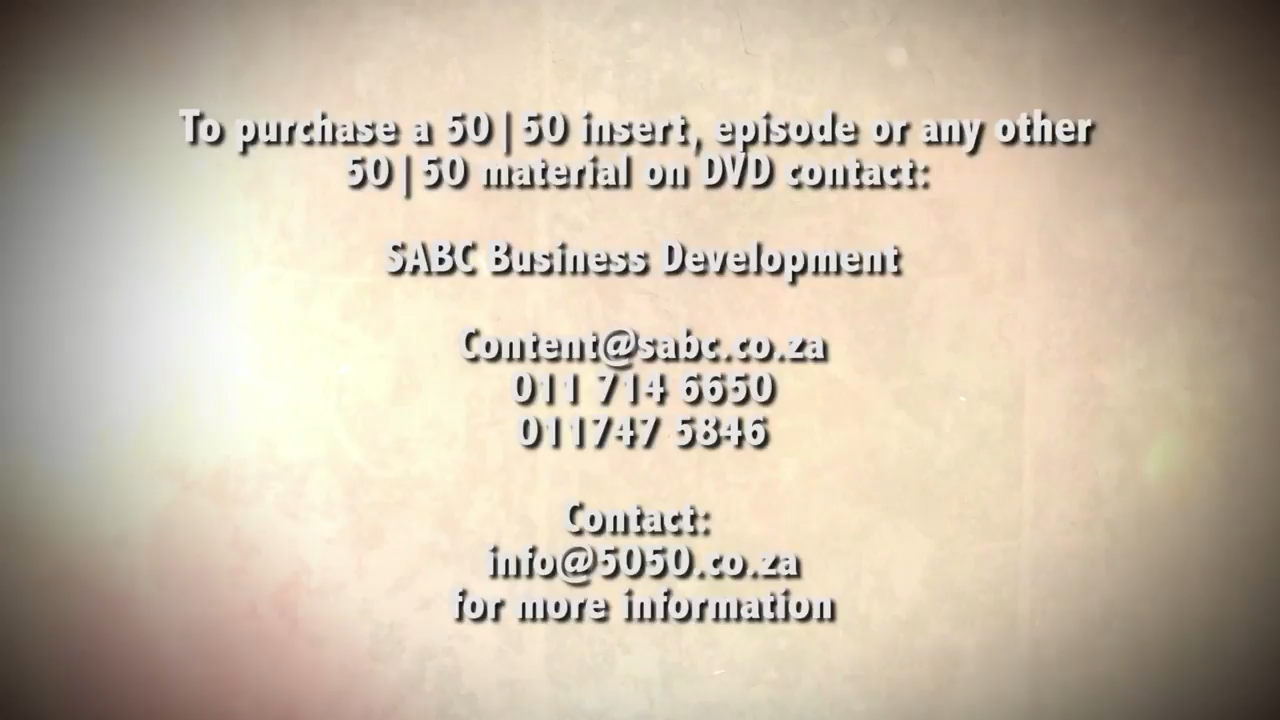 To purchase a 50|50 insert, episode or any other
50|50 material on DVD contact:
SABC Business Development
Content@sabc.co.za
011 714 6650
011747 5846
Contact:
info@5050.co.za
for more information